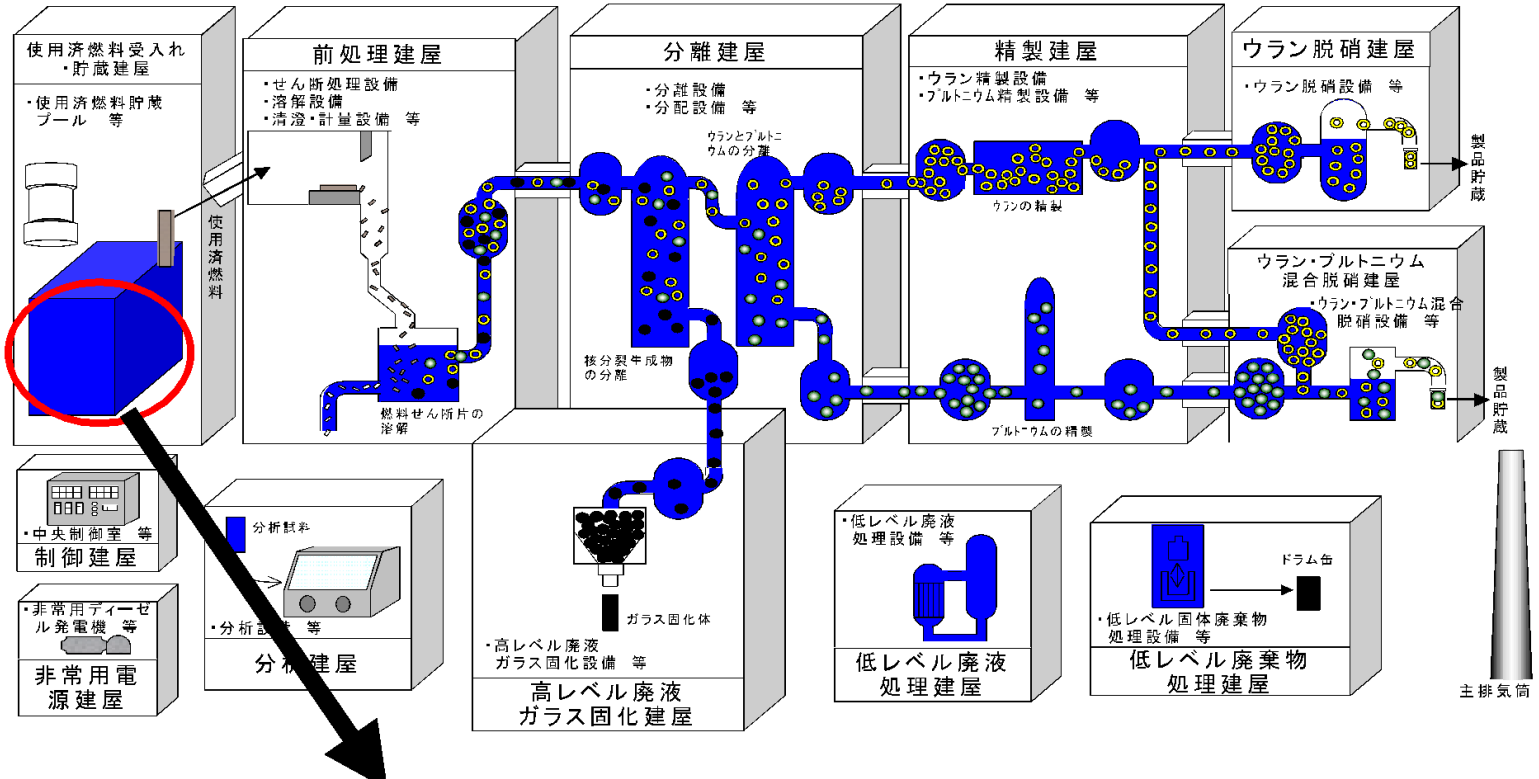 使用済燃料受入れ
・貯蔵建屋
・使用済燃料貯蔵
プール 等
使用済燃料
前処理建屋
・せん断処理設備
・溶解設備
・清澄・計量設備 等
燃料せん断片の
溶解
分離建屋
・分離設備
・分配設備 等
ウランとプルトニ
ウムの分離
核分裂生成物
の分離
精製建屋
・ウラン精製設備
・プルトニウム精製設備 等
ウランの精製
プルトニウムの精製
ウラン脱硝建屋
・ウラン脱硝設備 等
製品貯蔵
ウラン・プルトニウム
混合脱硝建屋
・ウラン・プルトニウム混合
脱硝設備 等
製品貯蔵
・中央制御室 等
制御建屋
・非常用ディーゼ
ル発電機 等
非常用電
源建屋
分析試料
・分析設備 等
分析建屋
ガラス固化体
・高レベル廃液
ガラス固化設備 等
高レベル廃液
ガラス固化建屋
・低レベル廃液
処理設備 等
低レベル廃液
処理建屋
ドラム缶
・低レベル固体廃棄物
処理設備 等
低レベル廃棄物
処理建屋
主排気筒